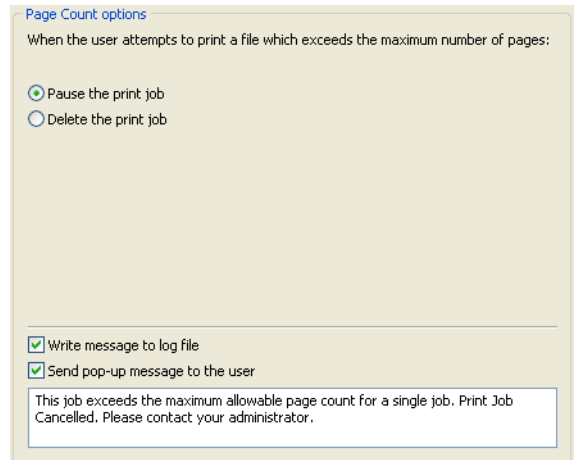 Page Count options
When the user attempts to print a file which exceeds the maximum number of pages:
Pause the print job
Delete the print job
Write message to log file
Send pop-up message to the user
This job exceeds the maximum allowable page count for a single job. Print Job
Cancelled. Please contact your administrator.